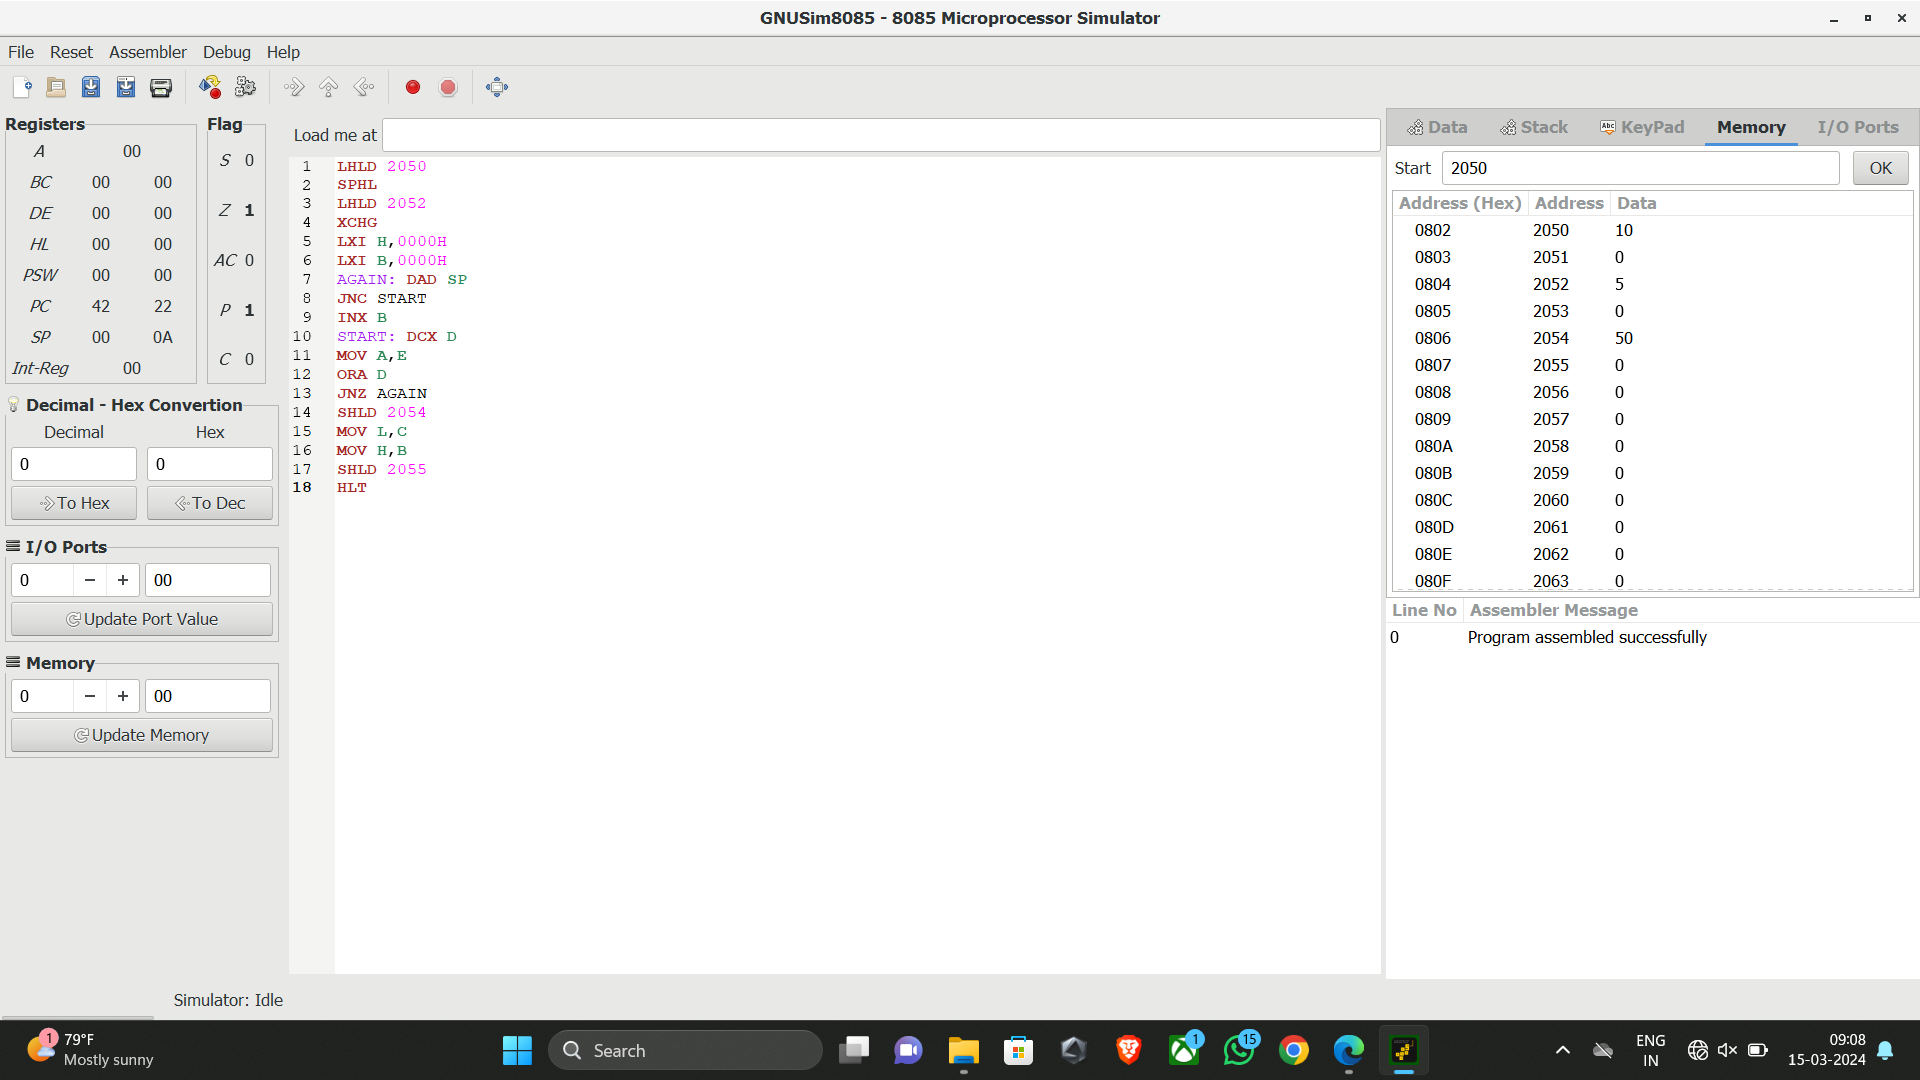 GNUSim8085 - 8085 Microprocessor Simulator
File Reset Assembler Debug Help
Registers
A 00
BC 00 00
DE 00 00
HL 00 00
PSW 00 00
PC 42 22
SP 00 0A
Int-Reg 00
Flag
S 0
Z 1
AC 0
P 1
C 0
Decimal - Hex Convertion
Decimal Hex
0 0
To Hex To Dec
I/O Ports
0 − + 00
Update Port Value
Memory
0 − + 00
Update Memory
Load me at
1 LHLD 2050
2 SPHL
3 LHLD 2052
4 XCHG
5 LXI H,0000H
6 LXI B,0000H
7 AGAIN: DAD SP
8 JNC START
9 INX B
10 START: DCX D
11 MOV A,E
12 ORA D
13 JNZ AGAIN
14 SHLD 2054
15 MOV L,C
16 MOV H,B
17 SHLD 2055
18 HLT
Data Stack Abc KeyPad Memory I/O Ports
Start 2050 OK
Address (Hex) Address Data
0802 2050 10
0803 2051 0
0804 2052 5
0805 2053 0
0806 2054 50
0807 2055 0
0808 2056 0
0809 2057 0
080A 2058 0
080B 2059 0
080C 2060 0
080D 2061 0
080E 2062 0
080F 2063 0
Line No Assembler Message
0 Program assembled successfully
Simulator: Idle
1 79°F
Mostly sunny
Search
1
15
ENG
IN
09:08
15-03-2024